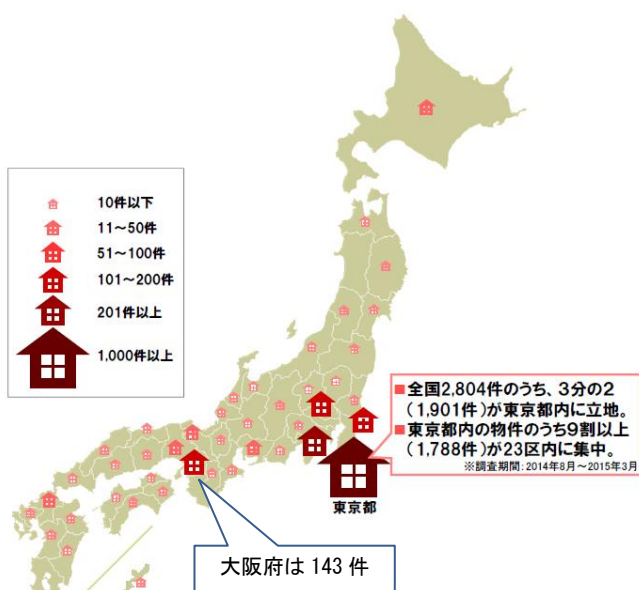 10件以下
11～50件
51～100件
101～200件
201件以上
1,000件以上
■全国2,804件のうち、3分の2
（1,901件）が東京都内に立地。
■東京都内の物件のうち9割以上
（1,788件）が23区内に集中。
※調査期間：2014年8月～2015年3月
東京都
大阪府は 143 件